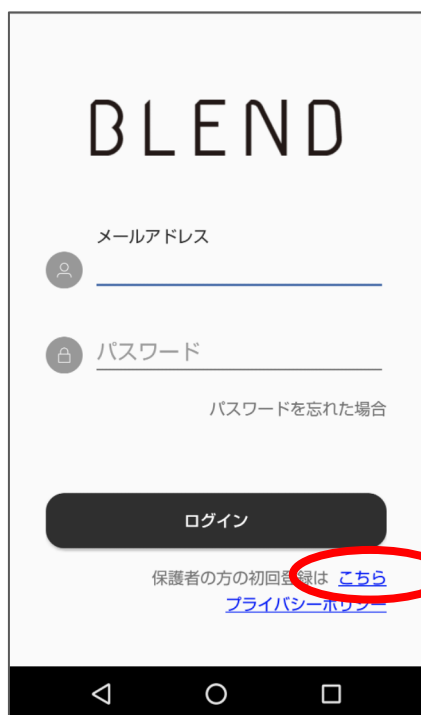 BLEND
メールアドレス
パスワード
パスワードを忘れた場合
ログイン
保護者の方の初回登録は こちら
プライバシーポリシー